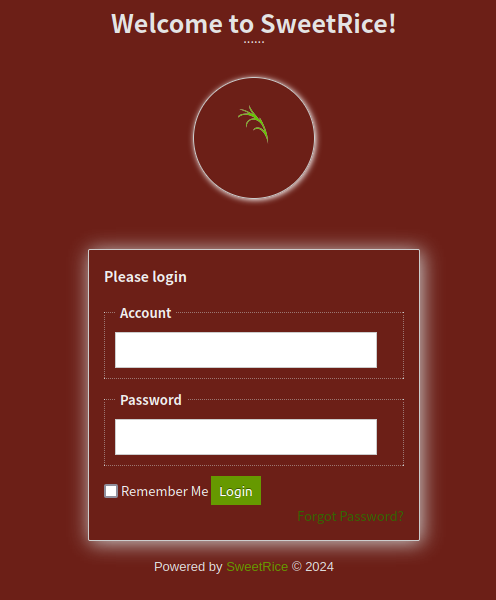 Welcome to SweetRice!
Please login
Account
Password
Remember Me Login
Forgot Password?
Powered by SweetRice © 2024